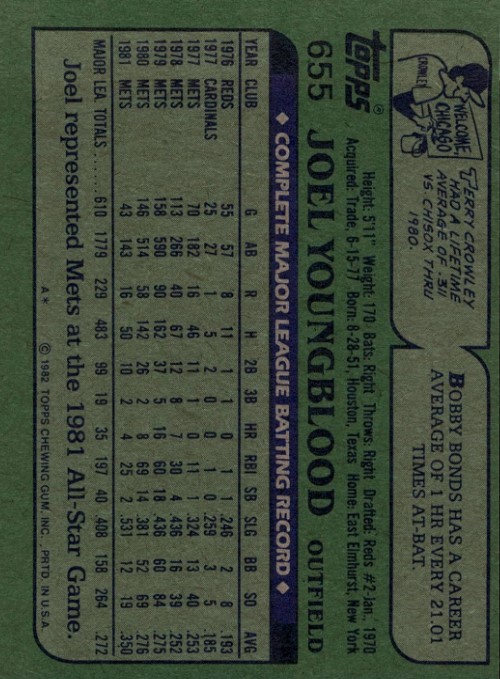 CROWLEY
WELCOME,
CHICAGO
TERRY CROWLEY
HAD A LIFETIME
AVERAGE OF .311
VS CHISOX THRU
1980.
BOBBY BONDS HAS A CAREER
AVERAGE OF 1 HR EVERY 21.01
TIMES AT-BAT.
TOPPS®
Height: 5'11" Weight: 170 Bats: Right Throws: Right Drafted: Reds #2-Jan. 1970
Acquired: Trade, 6-15-77 Born: 8-28-51, Houston, Texas Home: East Elmhurst, New York
655 JOEL YOUNGBLOOD OUTFIELD
◆ COMPLETE MAJOR LEAGUE BATTING RECORD ◆
YEAR CLUB G AB R H 2B 3B HR RBI SB SLG BB SO AVG
1976 REDS 55 57 8 11 1 1 0 1 1 .246 2 8 .193
1977 CARDINALS 25 27 1 5 2 0 0 1 0 .259 3 5 .185
1977 METS 70 182 16 46 11 1 0 11 1 .324 13 40 .253
1978 METS 113 266 40 67 12 8 7 30 4 .436 16 39 .252
1979 METS 158 590 90 162 37 5 16 60 18 .436 60 84 .275
1980 METS 146 514 58 142 26 2 8 69 14 .381 52 69 .276
1981 METS 43 143 16 50 10 2 4 25 2 .531 12 19 .350
MAJOR LEA. TOTALS ...... 610 1779 229 483 99 19 35 197 40 .408 158 264 .272
Joel represented Mets at the 1981 All-Star Game.
A* ©1982 TOPPS CHEWING GUM, INC. PRTD. IN U.S.A.